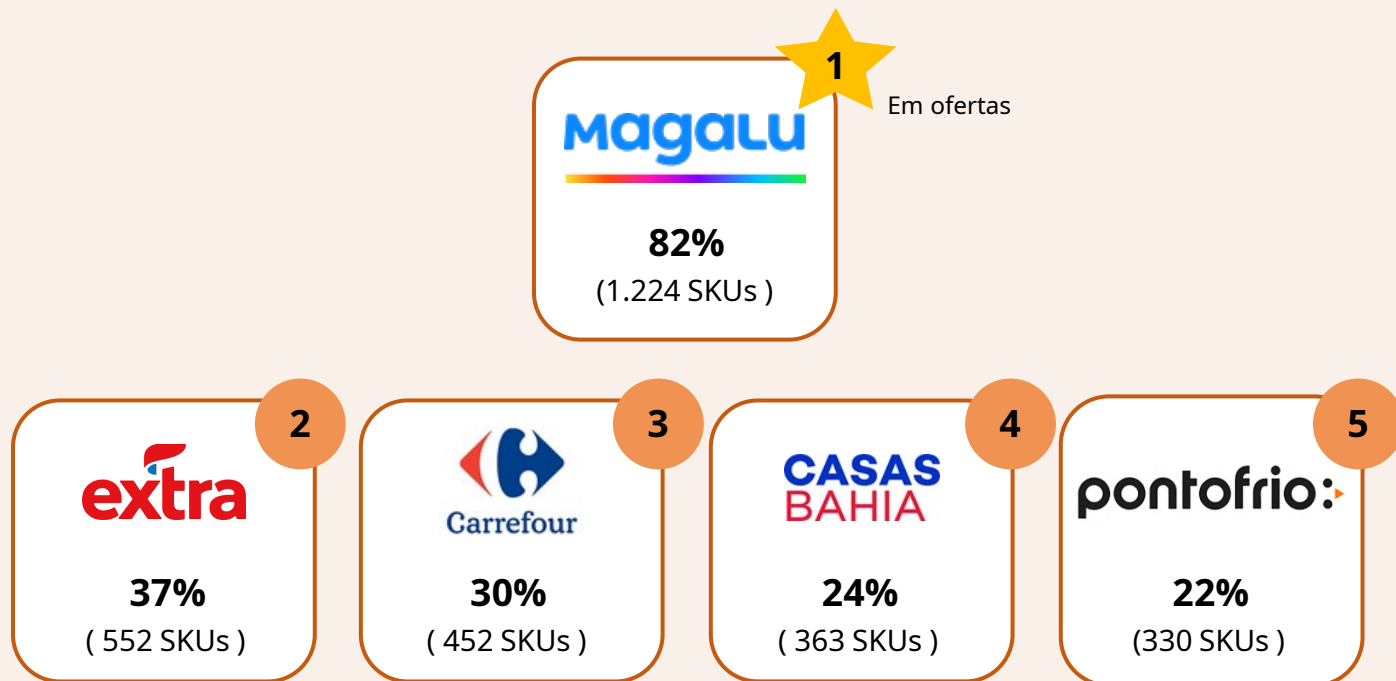 1
Em ofertas
Magalu
82%
(1.224 SKUs )
2
extra
37%
( 552 SKUs )
3
Carrefour
30%
( 452 SKUs )
4
CASAS
BAHIA
24%
( 363 SKUs )
5
pontofrio:
22%
(330 SKUs )